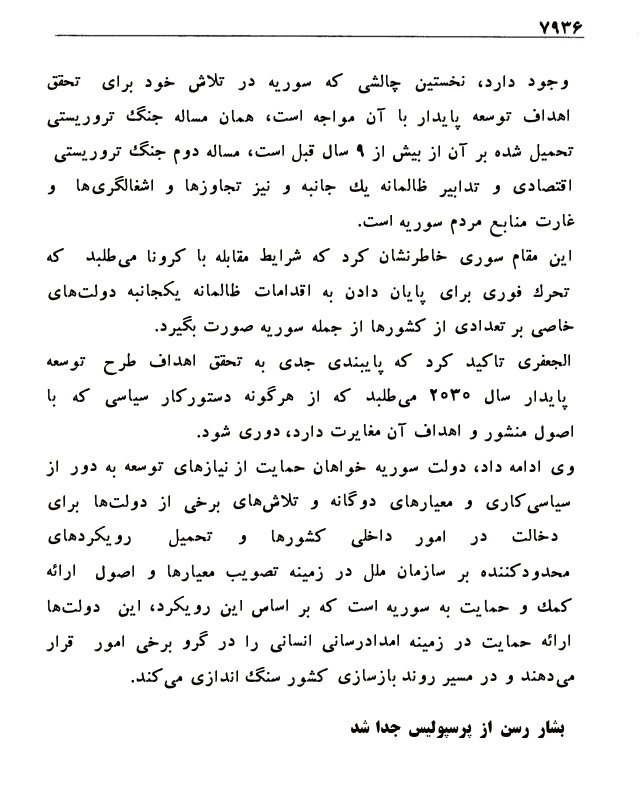 ۷۹۳۶
وجود دارد، نخستین چالشی که سوریه در تلاش خود برای تحقق
اهداف توسعه پایدار با آن مواجه است، همان مساله جنگ تروریستی
تحمیل شده بر آن از بیش از ۹ سال قبل است، مساله دوم جنگ تروریستی
اقتصادی و تدابیر ظالمانه یك جانبه و نیز تجاوزها و اشغالگری‌ها و
غارت منابع مردم سوریه است.
این مقام سوری خاطرنشان کرد که شرایط مقابله با کرونا می‌طلبد که
تحرك فوری برای پایان دادن به اقدامات ظالمانه یکجانبه دولت‌های
خاصی بر تعدادی از کشورها از جمله سوریه صورت بگیرد.
الجعفری تاکید کرد که پایبندی جدی به تحقق اهداف طرح توسعه
پایدار سال ۲۰۳۰ می‌طلبد که از هرگونه دستورکار سیاسی که با
اصول منشور و اهداف آن مغایرت دارد، دوری شود.
وی ادامه داد، دولت سوریه خواهان حمایت از نیازهای توسعه به دور از
سیاسی‌کاری و معیارهای دوگانه و تلاش‌های برخی از دولت‌ها برای
دخالت در امور داخلی کشورها و تحمیل رویکردهای
محدودکننده بر سازمان ملل در زمینه تصویب معیارها و اصول ارائه
کمك و حمایت به سوریه است که بر اساس این رویکرد، این دولت‌ها
ارائه حمایت در زمینه امدادرسانی انسانی را در گرو برخی امور قرار
می‌دهند و در مسیر روند بازسازی کشور سنگ اندازی می‌کند.
بشار رسن از پرسپولیس جدا شد